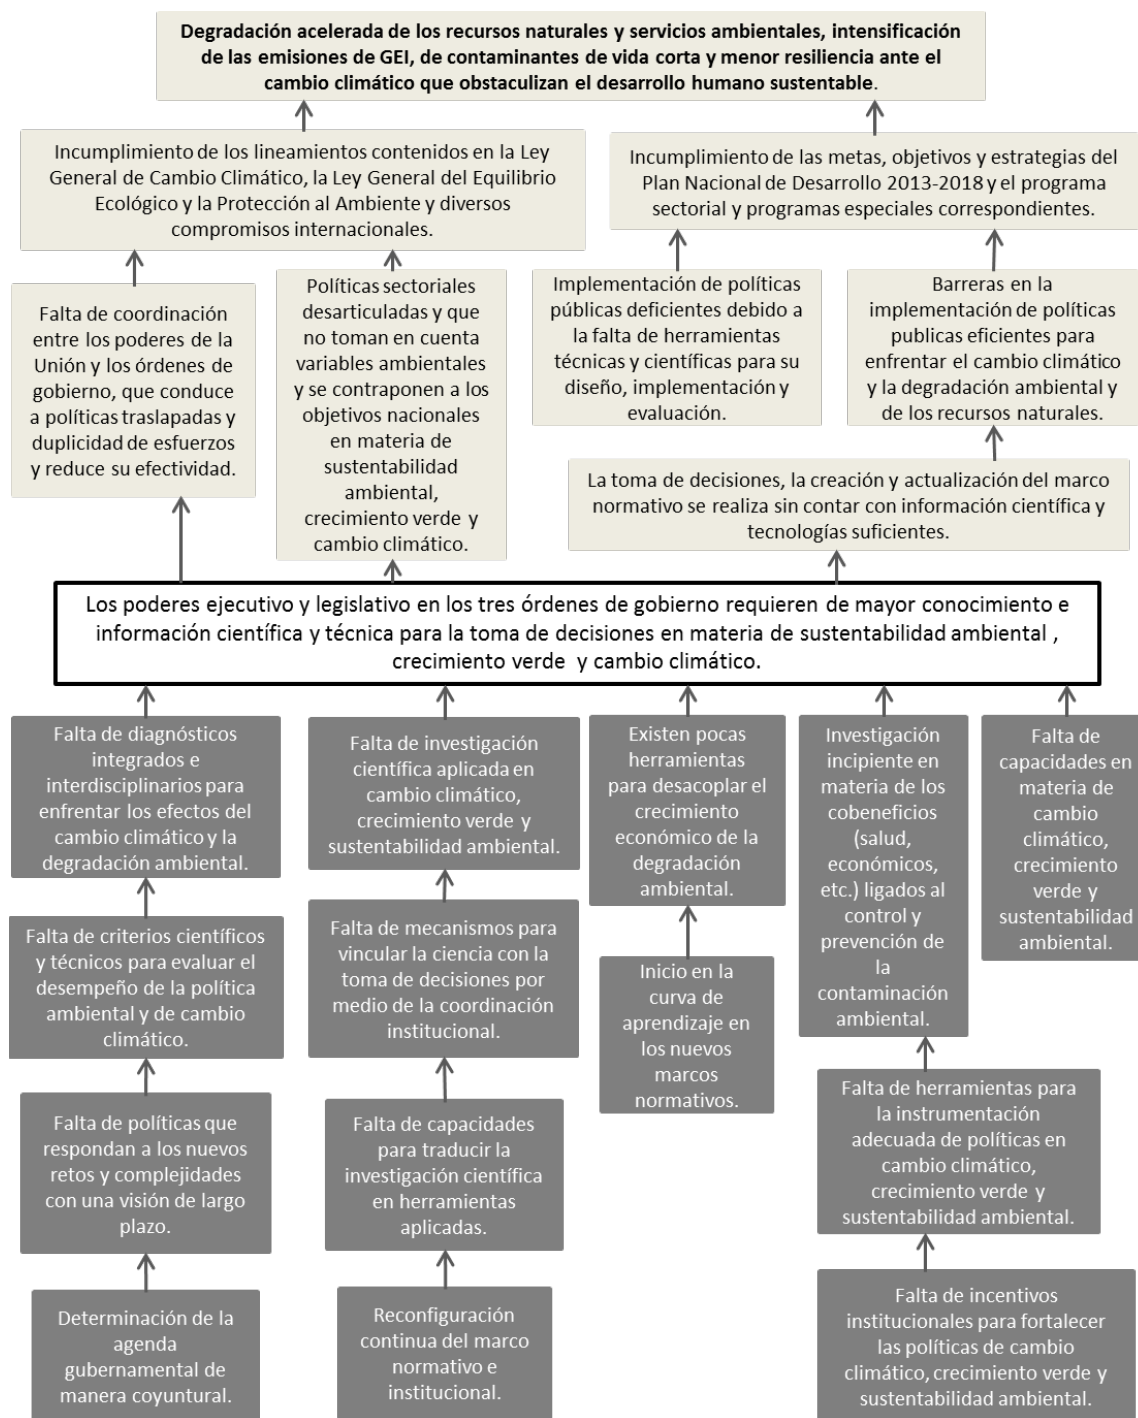 Degradación acelerada de los recursos naturales y servicios ambientales, intensificación
de las emisiones de GEI, de contaminantes de vida corta y menor resiliencia ante el
cambio climático que obstaculizan el desarrollo humano sustentable.
Incumplimiento de los lineamientos contenidos en la Ley
General de Cambio Climático, la Ley General del Equilibrio
Ecológico y la Protección al Ambiente y diversos
compromisos internacionales.
Incumplimiento de las metas, objetivos y estrategias del
Plan Nacional de Desarrollo 2013-2018 y el programa
sectorial y programas especiales correspondientes.
Falta de coordinación
entre los poderes de la
Unión y los órdenes de
gobierno, que conduce
a políticas traslapadas y
duplicidad de esfuerzos
y reduce su efectividad.
Políticas sectoriales
desarticuladas y que
no toman en cuenta
variables ambientales
y se contraponen a los
objetivos nacionales
en materia de
sustentabilidad
ambiental,
crecimiento verde y
cambio climático.
Implementación de políticas
públicas deficientes debido a
la falta de herramientas
técnicas y científicas para su
diseño, implementación y
evaluación.
Barreras en la
implementación de políticas
publicas eficientes para
enfrentar el cambio climático
y la degradación ambiental y
de los recursos naturales.
La toma de decisiones, la creación y actualización del marco
normativo se realiza sin contar con información científica y
tecnologías suficientes.
Los poderes ejecutivo y legislativo en los tres órdenes de gobierno requieren de mayor conocimiento e
información científica y técnica para la toma de decisiones en materia de sustentabilidad ambiental ,
crecimiento verde y cambio climático.
Falta de diagnósticos
integrados e
interdisciplinarios para
enfrentar los efectos del
cambio climático y la
degradación ambiental.
Falta de investigación
científica aplicada en
cambio climático,
crecimiento verde y
sustentabilidad ambiental.
Existen pocas
herramientas
para desacoplar el
crecimiento
económico de la
degradación
ambiental.
Investigación
incipiente en
materia de los
cobeneficios
(salud,
económicos,
etc.) ligados al
control y
prevención de
la
contaminación
ambiental.
Falta de
capacidades en
materia de
cambio
climático,
crecimiento
verde y
sustentabilidad
ambiental.
Falta de criterios científicos
y técnicos para evaluar el
desempeño de la política
ambiental y de cambio
climático.
Falta de mecanismos para
vincular la ciencia con la
toma de decisiones por
medio de la coordinación
institucional.
Inicio en la
curva de
aprendizaje en
los nuevos
marcos
normativos.
Falta de políticas que
respondan a los nuevos
retos y complejidades
con una visión de largo
plazo.
Falta de capacidades
para traducir la
investigación científica
en herramientas
aplicadas.
Falta de herramientas para
la instrumentación
adecuada de políticas en
cambio climático,
crecimiento verde y
sustentabilidad ambiental.
Determinación de la
agenda
gubernamental de
manera coyuntural.
Reconfiguración
continua del marco
normativo e
institucional.
Falta de incentivos
institucionales para fortalecer
las políticas de cambio
climático, crecimiento verde y
sustentabilidad ambiental.